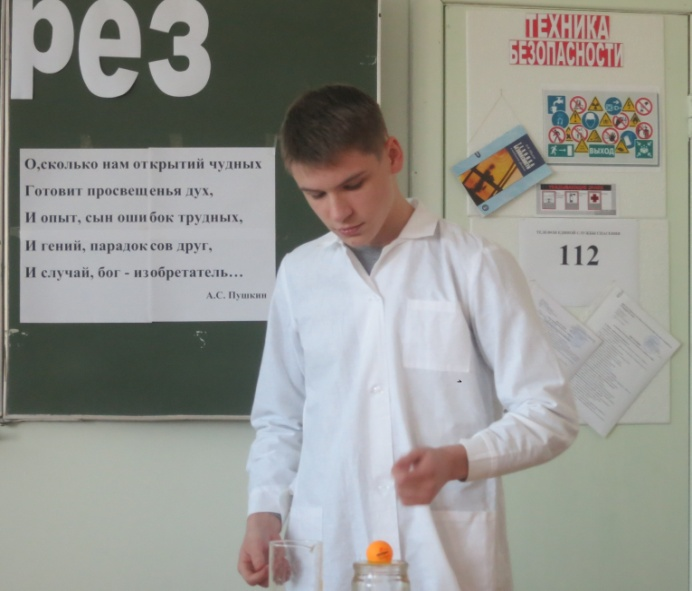 рез
О,сколько нам открытий чудных
Готовит просвещенья дух,
И опыт, сын ошибок трудных,
И гений, парадоксов друг,
И случай, бог - изобретатель…
А.С. Пушкин
ТЕХНИКА
БЕЗОПАСНОСТИ
ВЫХОД
112